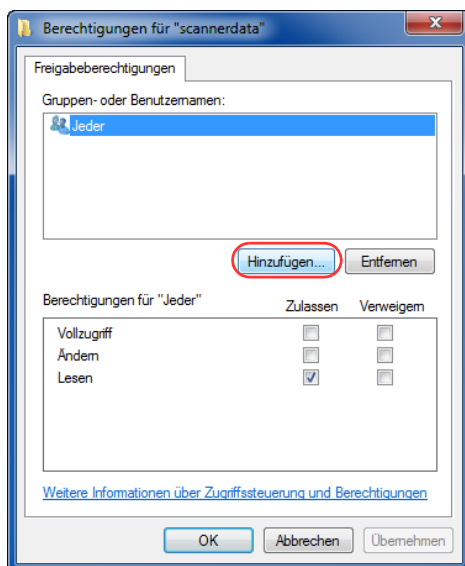 Berechtigungen für "scannerdata"
Freigabeberechtigungen
Gruppen- oder Benutzernamen:
Jeder
Hinzufügen... Entfernen
Berechtigungen für "Jeder" Zulassen Verweigern
Vollzugriff
Ändern
Lesen
Weitere Informationen über Zugriffssteuerung und Berechtigungen
OK Abbrechen Übernehmen